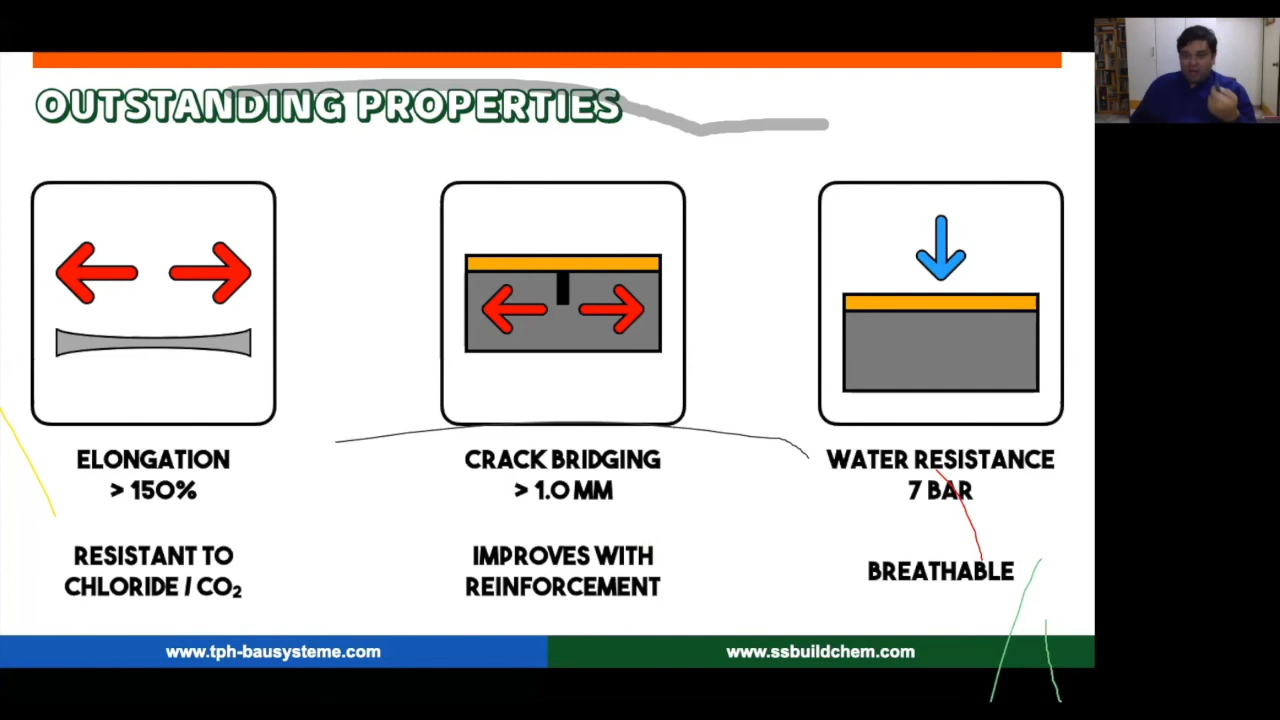 OUTSTANDING PROPERTIES
ELONGATION
> 150%
RESISTANT TO
CHLORIDE / CO₂
CRACK BRIDGING
> 1.0 MM
IMPROVES WITH
REINFORCEMENT
WATER RESISTANCE
7 BAR
BREATHABLE
www.tph-bausysteme.com
www.ssbuildchem.com